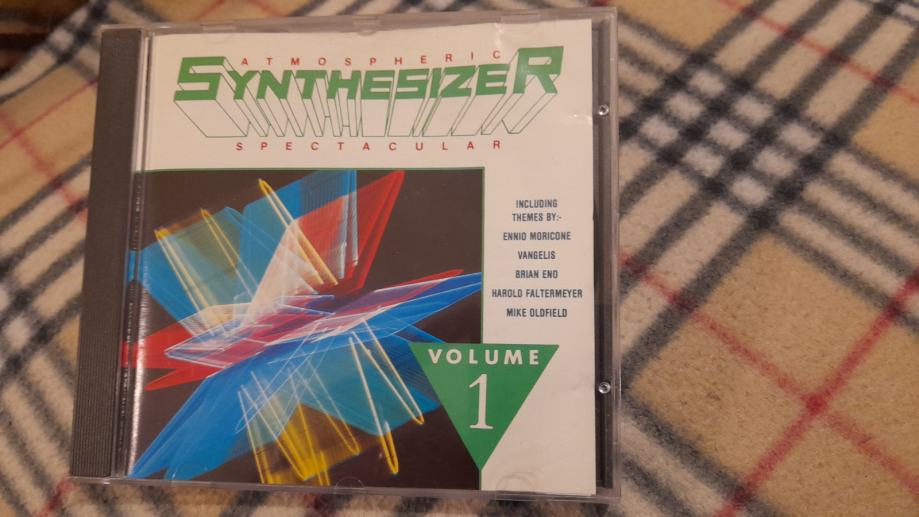 ATMOSPHERIC
SYNTHESIZER
SPECTACULAR
INCLUDING
THEMES BY:-
ENNIO MORICONE
VANGELIS
BRIAN ENO
HAROLD FALTERMEYER
MIKE OLDFIELD
VOLUME
1